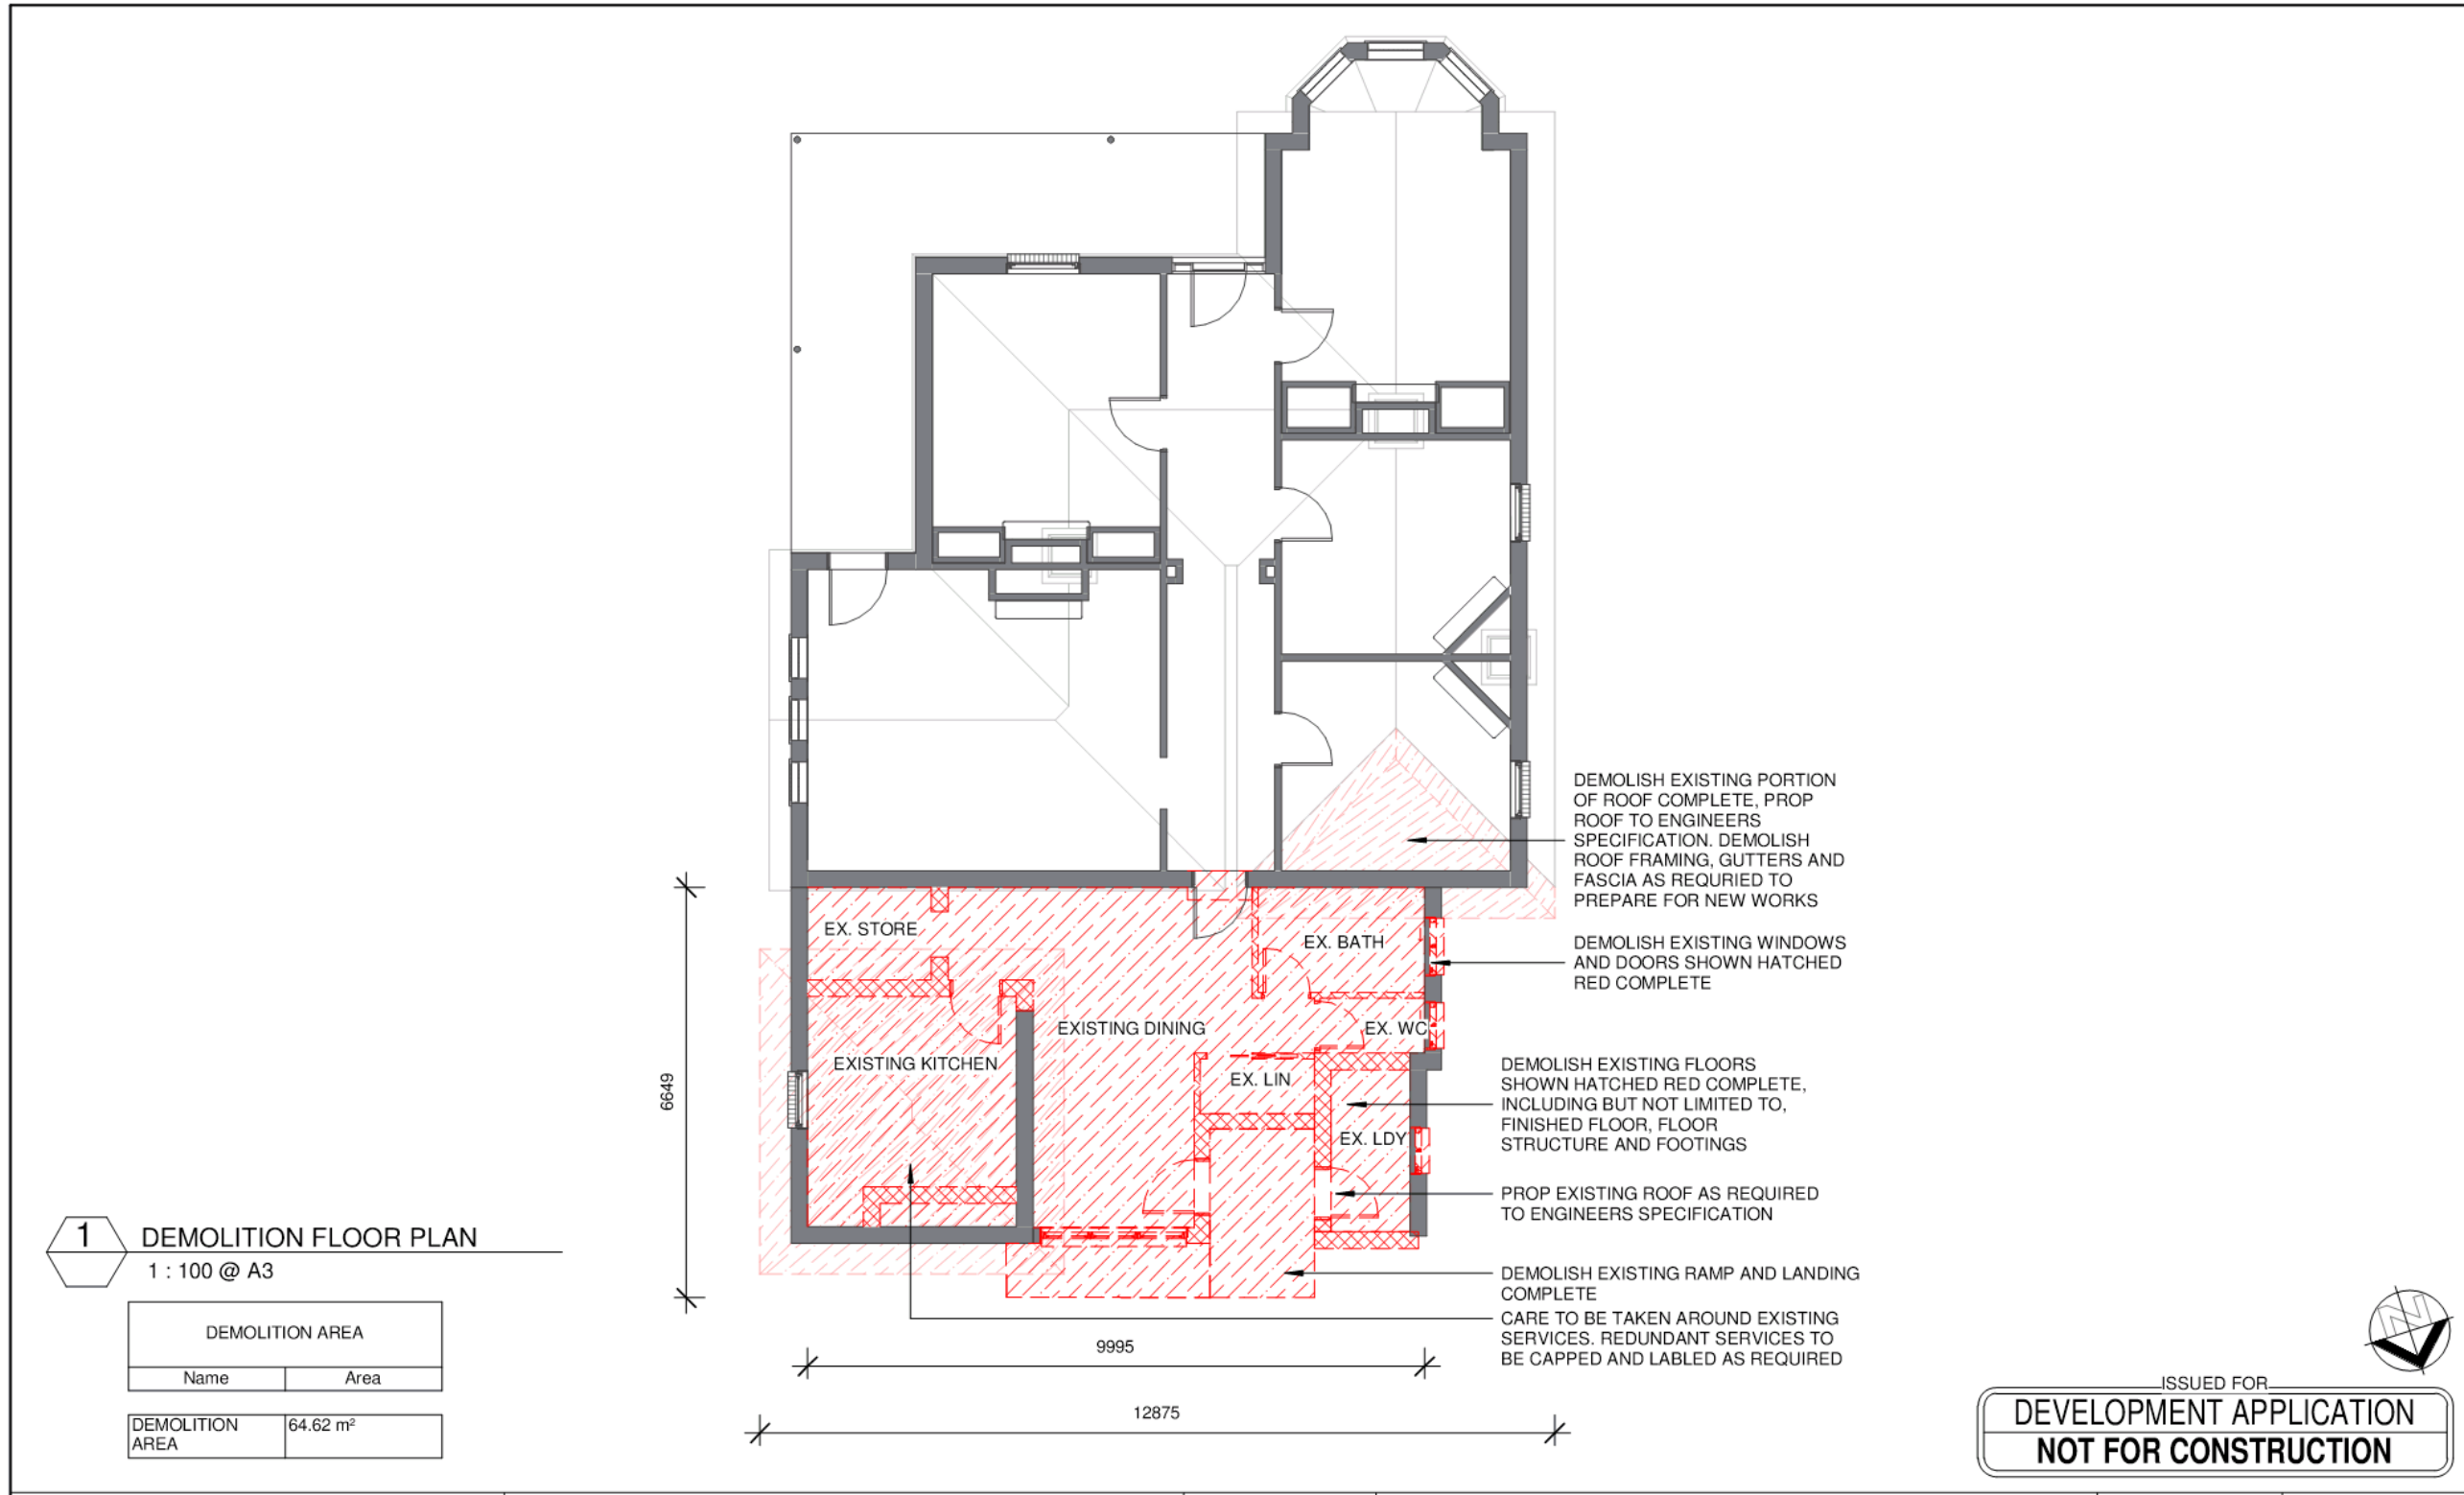 DEMOLISH EXISTING PORTION
OF ROOF COMPLETE, PROP
ROOF TO ENGINEERS
SPECIFICATION. DEMOLISH
ROOF FRAMING, GUTTERS AND
FASCIA AS REQURIED TO
PREPARE FOR NEW WORKS
DEMOLISH EXISTING WINDOWS
AND DOORS SHOWN HATCHED
RED COMPLETE
EX. STORE
EX. BATH
EXISTING DINING
EX. WC
EXISTING KITCHEN
EX. LIN
EX. LDY
DEMOLISH EXISTING FLOORS
SHOWN HATCHED RED COMPLETE,
INCLUDING BUT NOT LIMITED TO,
FINISHED FLOOR, FLOOR
STRUCTURE AND FOOTINGS
PROP EXISTING ROOF AS REQUIRED
TO ENGINEERS SPECIFICATION
DEMOLISH EXISTING RAMP AND LANDING
COMPLETE
CARE TO BE TAKEN AROUND EXISTING
SERVICES. REDUNDANT SERVICES TO
BE CAPPED AND LABLED AS REQUIRED
6649
9995
12875
1
DEMOLITION FLOOR PLAN
1 : 100 @ A3
DEMOLITION AREA
Name Area
DEMOLITION AREA 64.62 m²
N
ISSUED FOR
DEVELOPMENT APPLICATION
NOT FOR CONSTRUCTION